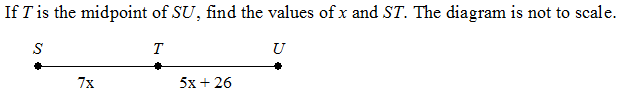 If T is the midpoint of SU, find the values of x and ST. The diagram is not to scale.
S T U
7x 5x + 26